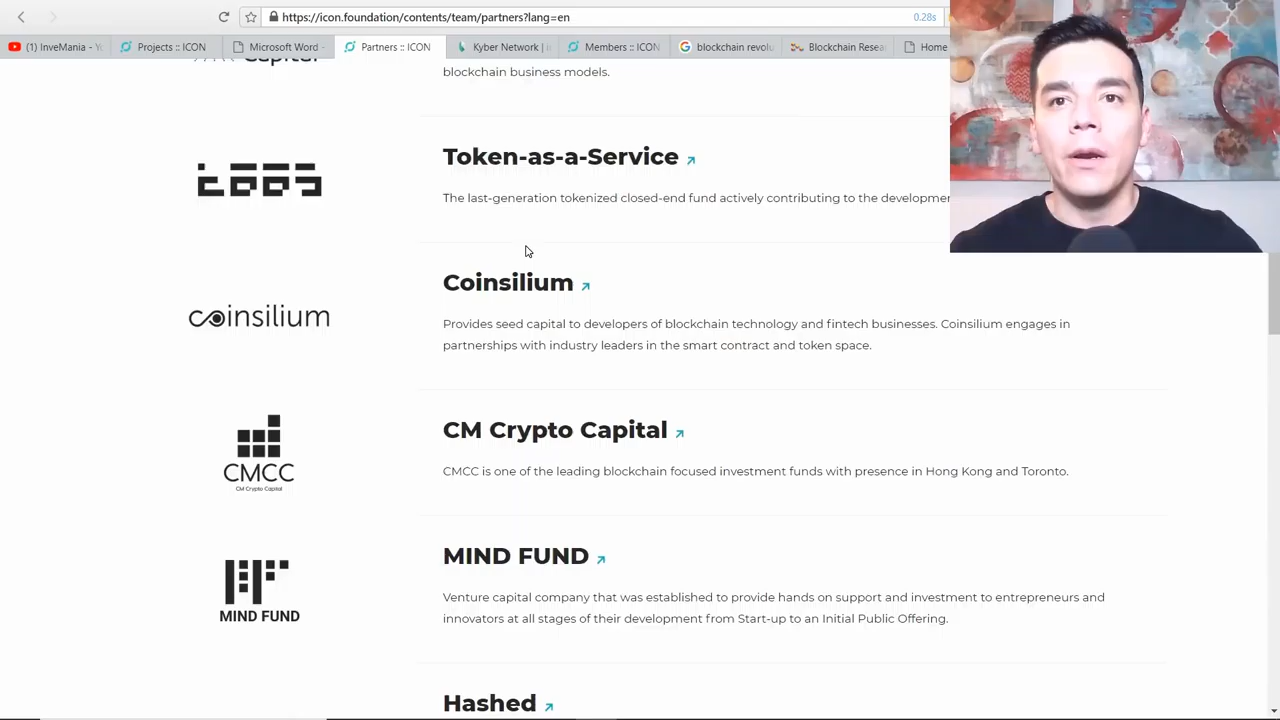 https://icon.foundation/contents/team/partners?lang=en
0.28s
(1) InveMania - Y
Projects :: ICON
Microsoft Word -
Partners :: ICON
Kyber Network | i
Members :: ICON
blockchain revolu
Blockchain Resea
Home
Capital
blockchain business models.
Token-as-a-Service
taas
The last-generation tokenized closed-end fund actively contributing to the developmen
Coinsilium
coinsilium
Provides seed capital to developers of blockchain technology and fintech businesses. Coinsilium engages in
partnerships with industry leaders in the smart contract and token space.
CM Crypto Capital
CMCC
CM Crypto Capital
CMCC is one of the leading blockchain focused investment funds with presence in Hong Kong and Toronto.
MIND FUND
MF
MIND FUND
Venture capital company that was established to provide hands on support and investment to entrepreneurs and
innovators at all stages of their development from Start-up to an Initial Public Offering.
Hashed